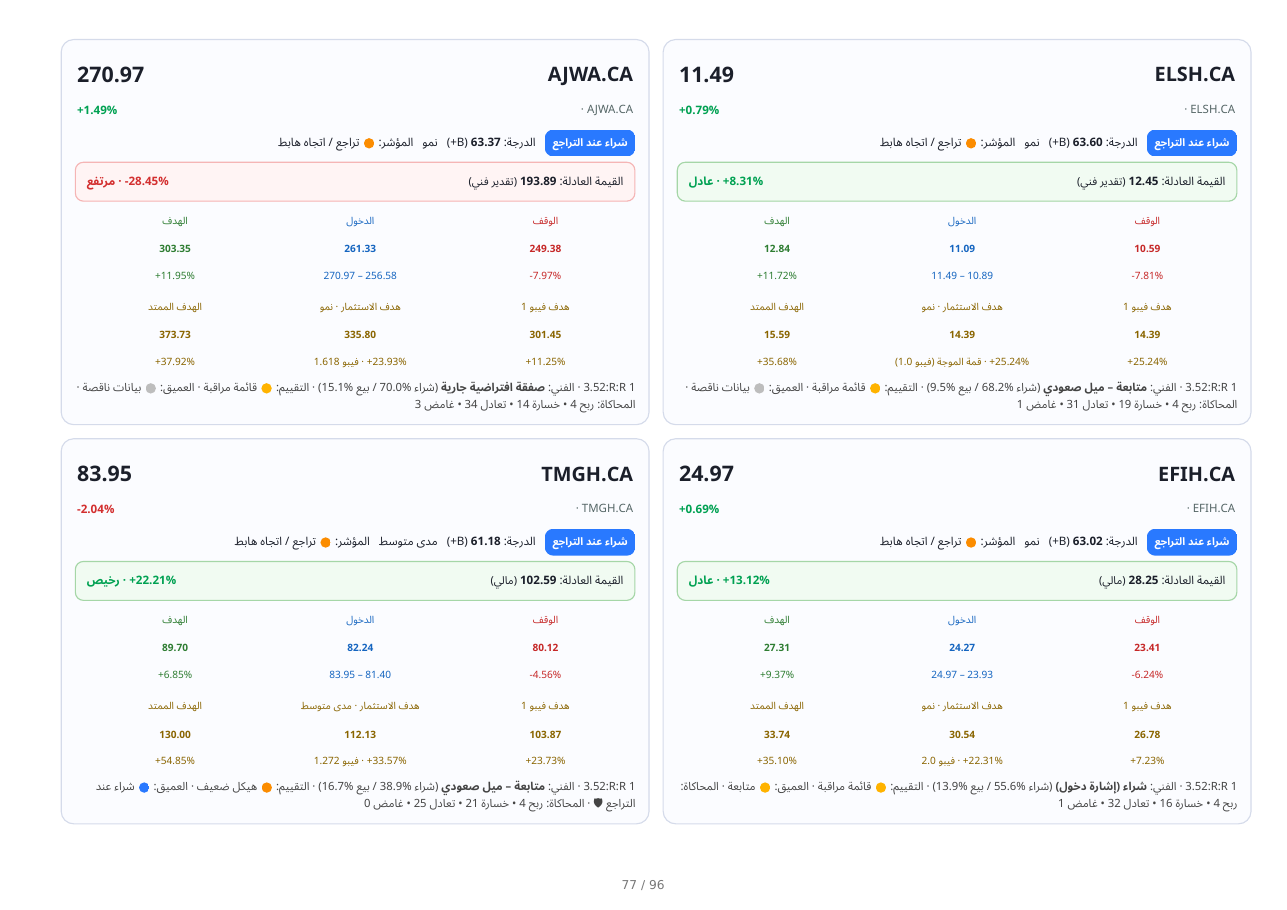 ELSH.CA
11.49
ELSH.CA ·
+0.79%
شراء عند التراجع الدرجة: 63.60 (B+) نمو المؤشر: 🟠 تراجع / اتجاه هابط
القيمة العادلة: 12.45 (تقدير فني)
+8.31% · عادل
الوقف الدخول الهدف
10.59 11.09 12.84
-7.81% 10.89 – 11.49 +11.72%
هدف فيبو 1 هدف الاستثمار · نمو الهدف الممتد
14.39 14.39 15.59
+25.24% +25.24% · قمة الموجة (فيبو 1.0) +35.68%
R:R 1:3.52 · الفني: متابعة – ميل صعودي (شراء 68.2% / بيع 9.5%) · التقييم: 🟡 قائمة مراقبة · العميق: ⚪ بيانات ناقصة ·
المحاكاة: ربح 4 • خسارة 19 • تعادل 31 • غامض 1
AJWA.CA
270.97
AJWA.CA ·
+1.49%
شراء عند التراجع الدرجة: 63.37 (B+) نمو المؤشر: 🟠 تراجع / اتجاه هابط
القيمة العادلة: 193.89 (تقدير فني)
-28.45% · مرتفع
الوقف الدخول الهدف
249.38 261.33 303.35
-7.97% 256.58 – 270.97 +11.95%
هدف فيبو 1 هدف الاستثمار · نمو الهدف الممتد
301.45 335.80 373.73
+11.25% +23.93% · فيبو 1.618 +37.92%
R:R 1:3.52 · الفني: صفقة افتراضية جارية (شراء 70.0% / بيع 15.1%) · التقييم: 🟡 قائمة مراقبة · العميق: ⚪ بيانات ناقصة ·
المحاكاة: ربح 4 • خسارة 14 • تعادل 34 • غامض 3
EFIH.CA
24.97
EFIH.CA ·
+0.69%
شراء عند التراجع الدرجة: 63.02 (B+) نمو المؤشر: 🟠 تراجع / اتجاه هابط
القيمة العادلة: 28.25 (مالي)
+13.12% · عادل
الوقف الدخول الهدف
23.41 24.27 27.31
-6.24% 23.93 – 24.97 +9.37%
هدف فيبو 1 هدف الاستثمار · نمو الهدف الممتد
26.78 30.54 33.74
+7.23% +22.31% · فيبو 2.0 +35.10%
R:R 1:3.52 · الفني: شراء (إشارة دخول) (شراء 55.6% / بيع 13.9%) · التقييم: 🟡 قائمة مراقبة · العميق: 🟡 متابعة · المحاكاة:
ربح 4 • خسارة 16 • تعادل 32 • غامض 1
TMGH.CA
83.95
TMGH.CA ·
-2.04%
شراء عند التراجع الدرجة: 61.18 (B+) مدى متوسط المؤشر: 🟠 تراجع / اتجاه هابط
القيمة العادلة: 102.59 (مالي)
+22.21% · رخيص
الوقف الدخول الهدف
80.12 82.24 89.70
-4.56% 81.40 – 83.95 +6.85%
هدف فيبو 1 هدف الاستثمار · مدى متوسط الهدف الممتد
103.87 112.13 130.00
+23.73% +33.57% · فيبو 1.272 +54.85%
R:R 1:3.52 · الفني: متابعة – ميل صعودي (شراء 38.9% / بيع 16.7%) · التقييم: 🟠 هيكل ضعيف · العميق: 🔵 شراء عند
التراجع 🛡 · المحاكاة: ربح 4 • خسارة 21 • تعادل 25 • غامض 0
77 / 96